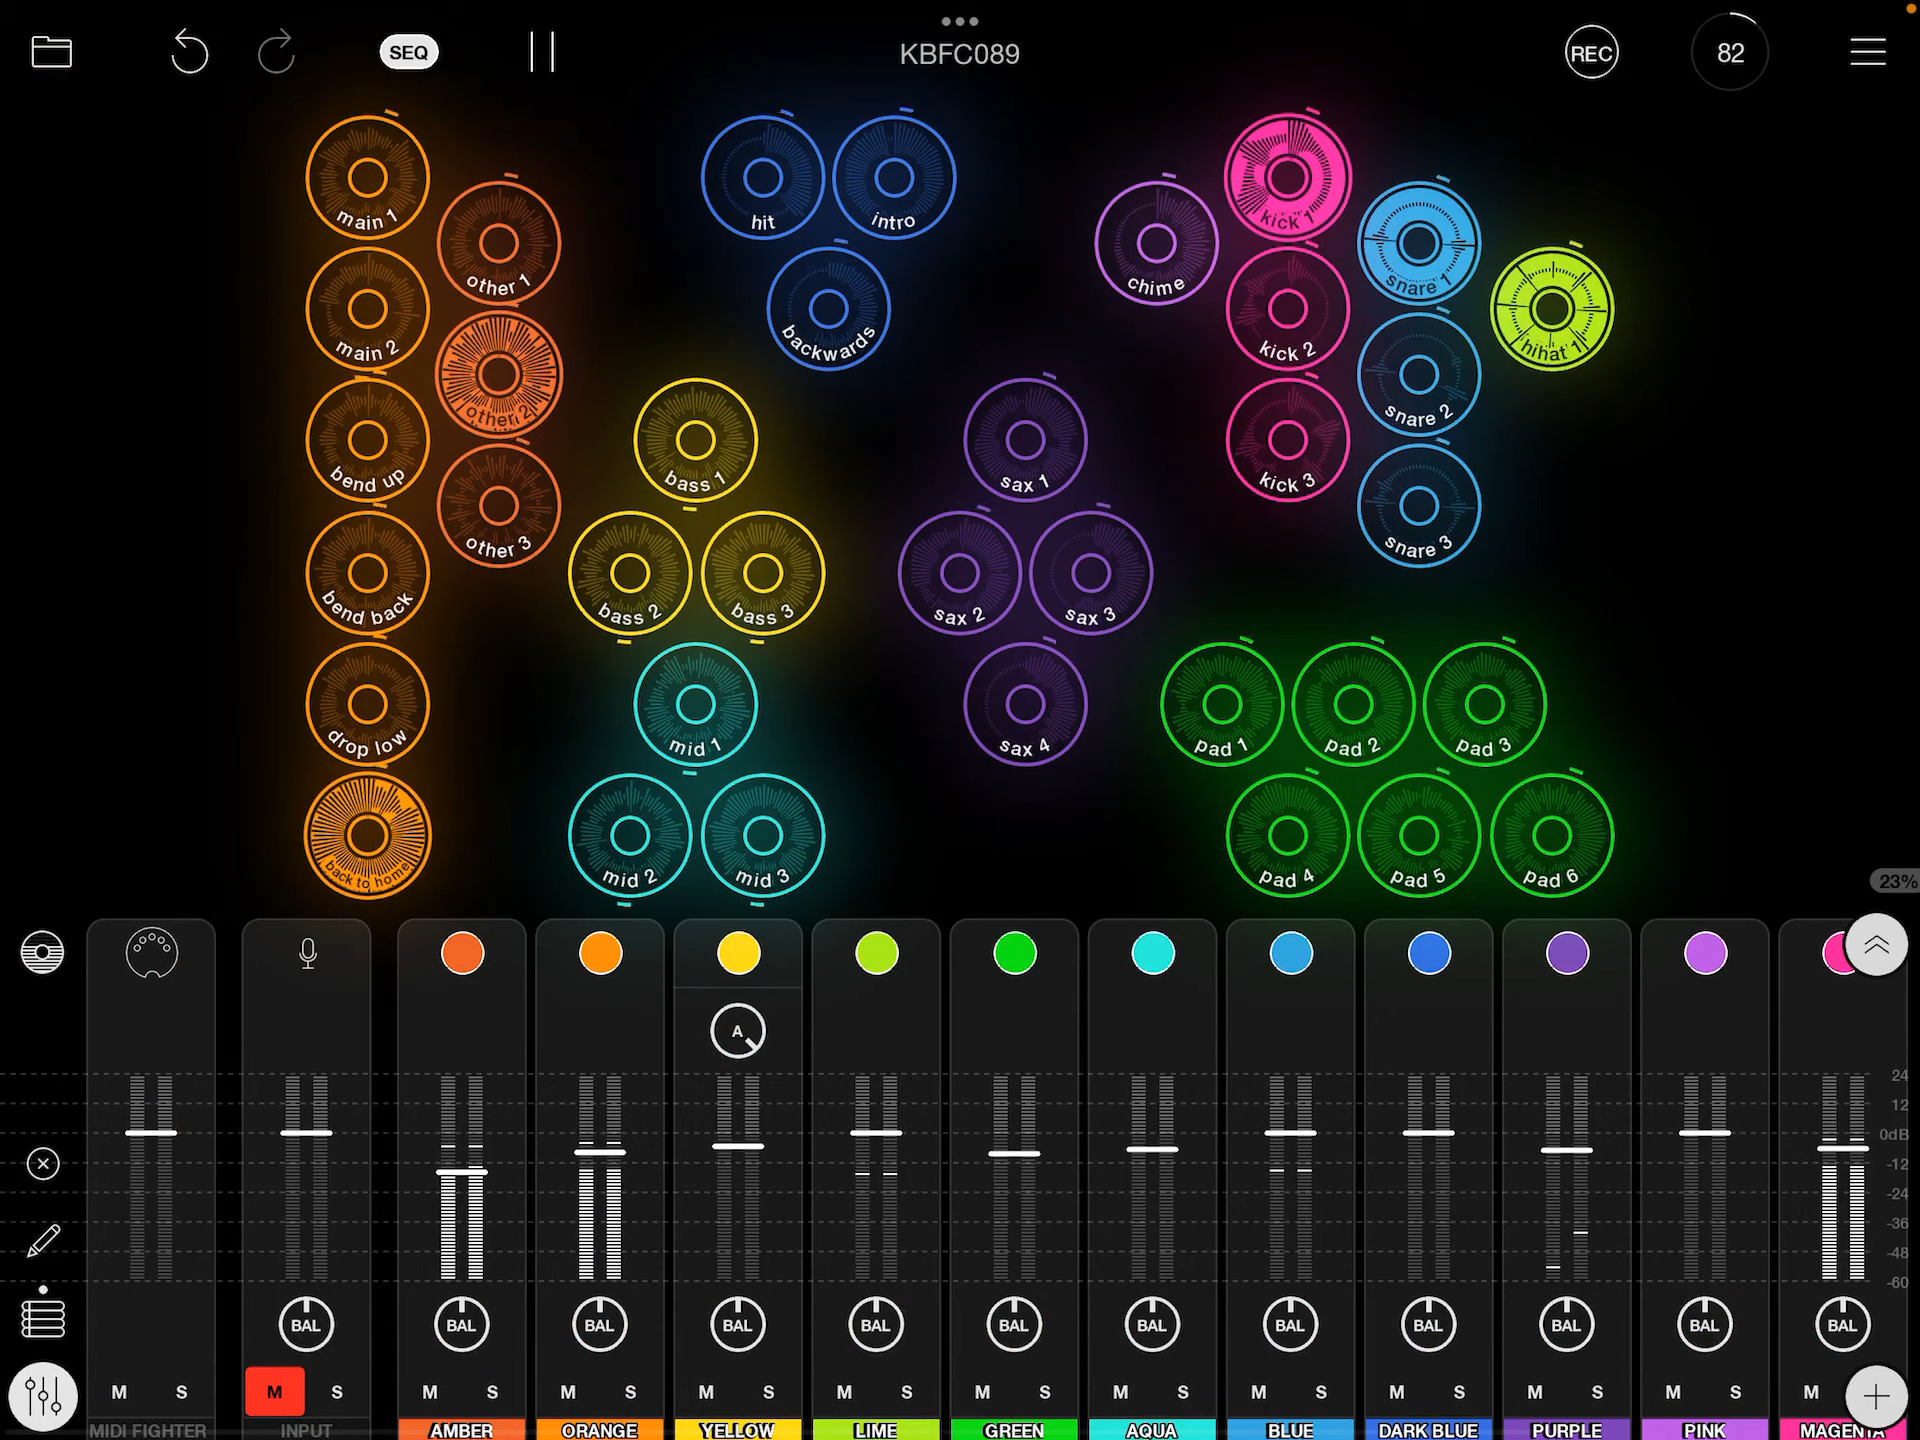 SEQ
KBFC089
REC
82
main 1
main 2
bend up
bend back
drop low
back to home
other 1
other 2
other 3
hit
intro
backwards
bass 1
bass 2
bass 3
mid 1
mid 2
mid 3
sax 1
sax 2
sax 3
sax 4
chime
kick 1
kick 2
kick 3
snare 1
snare 2
snare 3
hihat 1
pad 1
pad 2
pad 3
pad 4
pad 5
pad 6
23%
A
24
12
0dB
-12
-24
-36
-48
-60
BAL BAL BAL BAL BAL BAL BAL BAL BAL BAL BAL BAL
M S M S M S M S M S M S M S M S M S M S M S M S M
MIDI FIGHTER INPUT AMBER ORANGE YELLOW LIME GREEN AQUA BLUE DARK BLUE PURPLE PINK MAGENTA